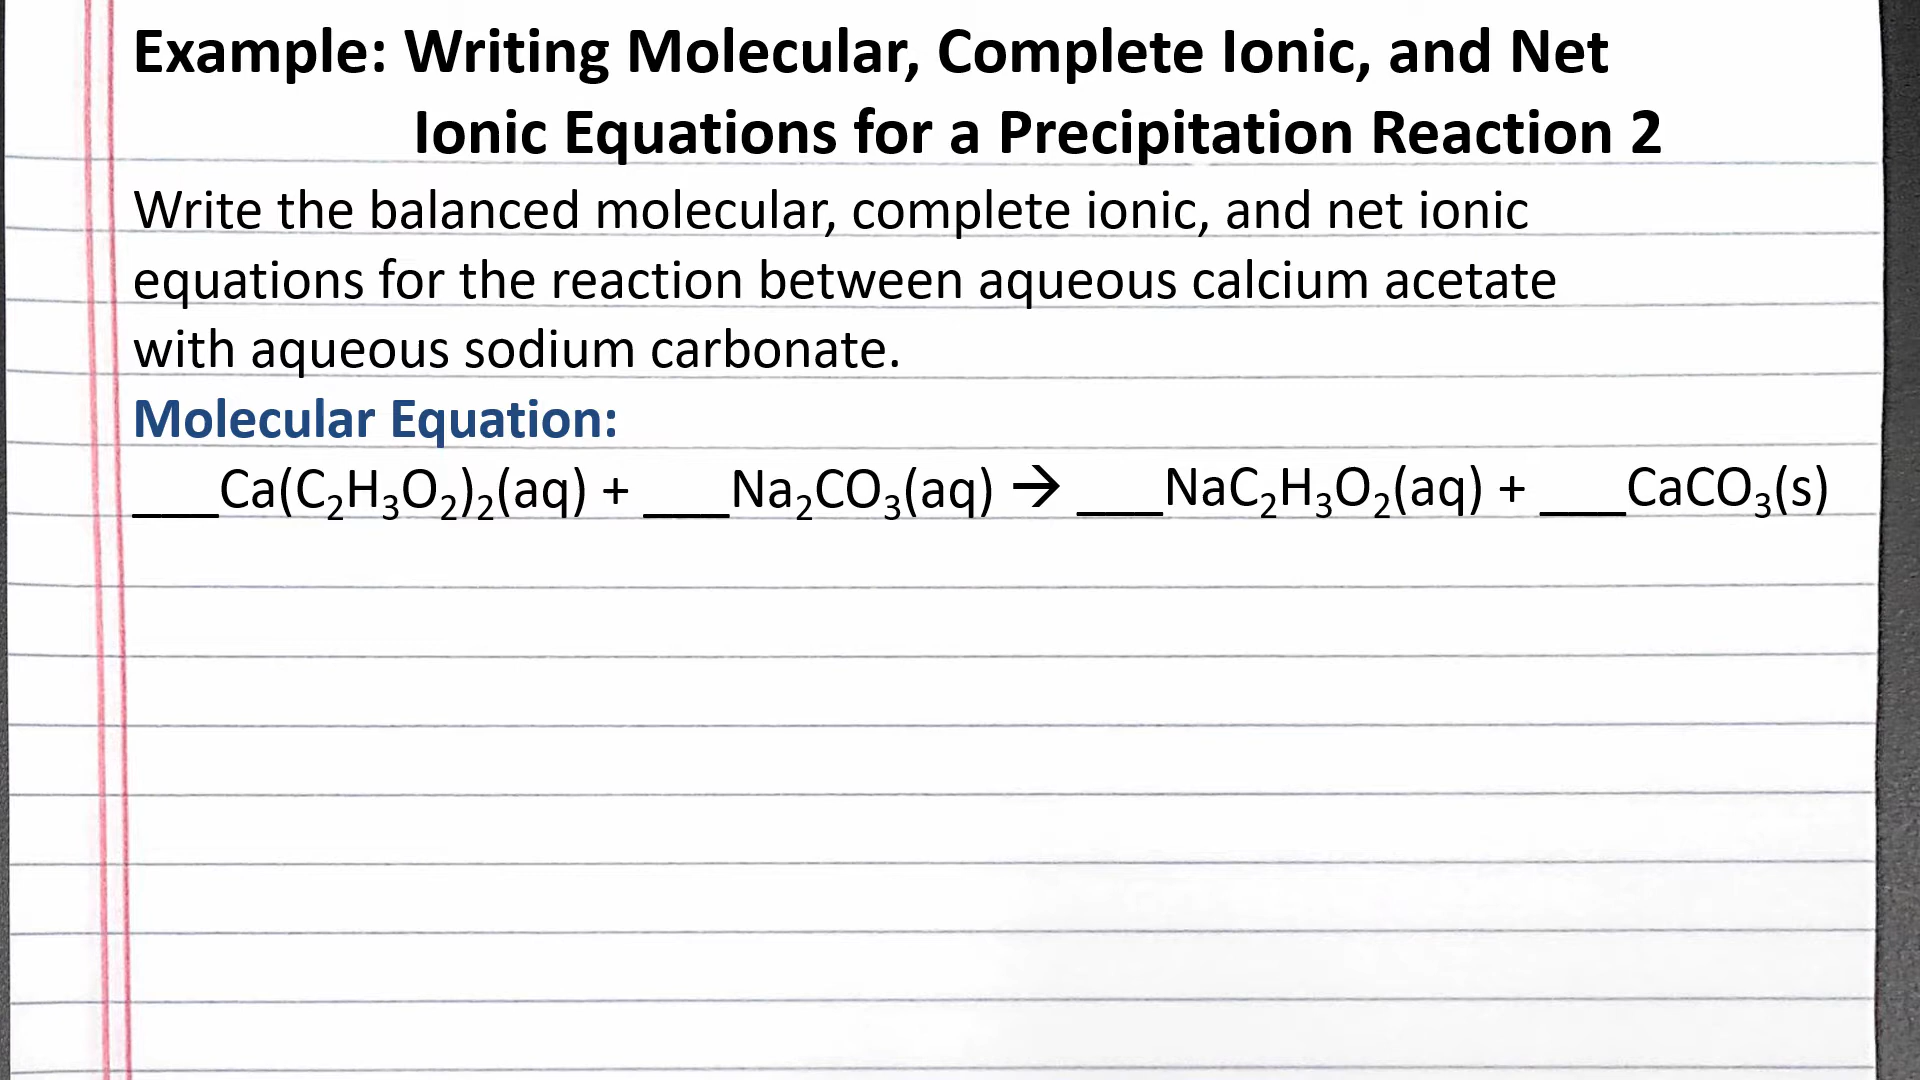 Example: Writing Molecular, Complete Ionic, and Net
Ionic Equations for a Precipitation Reaction 2
Write the balanced molecular, complete ionic, and net ionic
equations for the reaction between aqueous calcium acetate
with aqueous sodium carbonate.
Molecular Equation:
___Ca(C₂H₃O₂)₂(aq) + ___Na₂CO₃(aq) → ___NaC₂H₃O₂(aq) + ___CaCO₃(s)